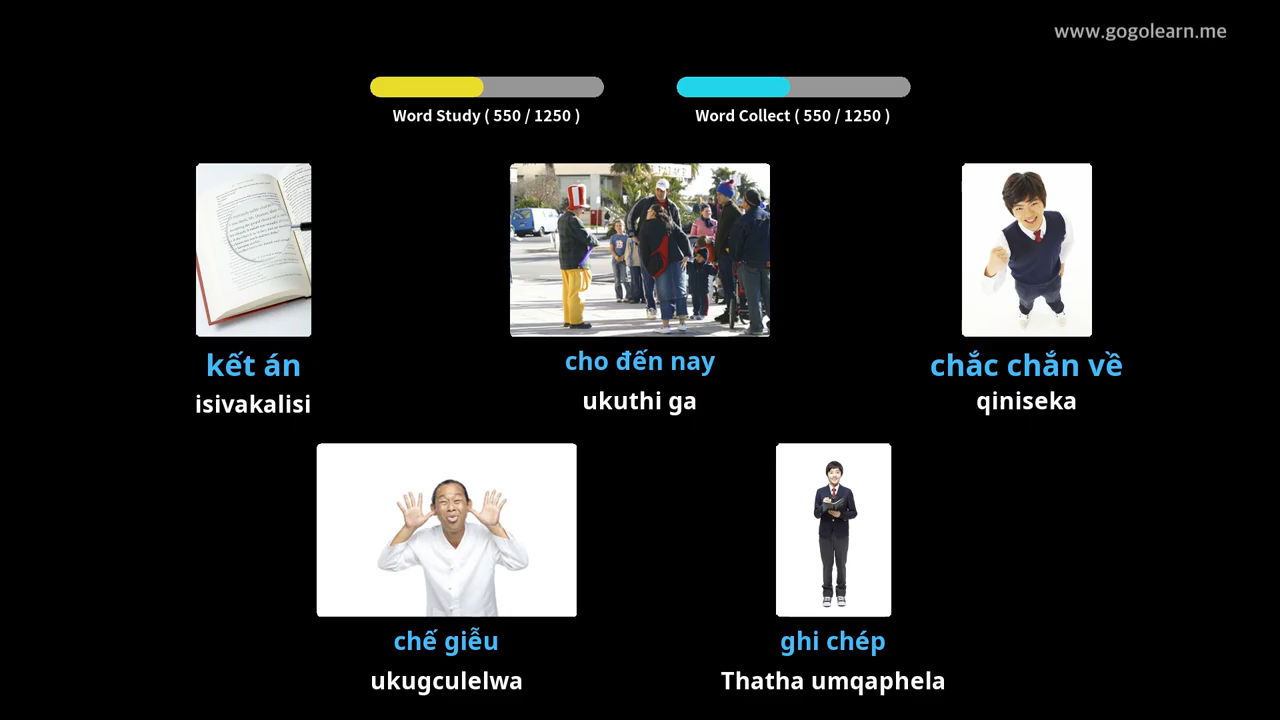 www.gogolearn.me
Word Study ( 550 / 1250 )
Word Collect ( 550 / 1250 )
kết án
isivakalisi
cho đến nay
ukuthi ga
chắc chắn về
qiniseka
chế giễu
ukugculelwa
ghi chép
Thatha umqaphela